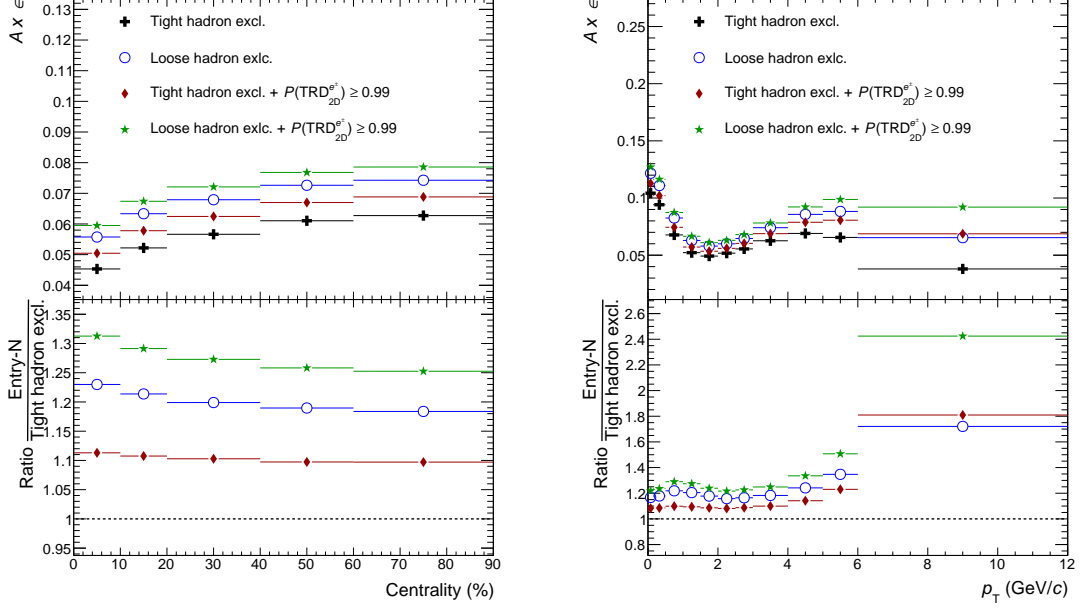 A x ∈
0.13
0.12
0.11
0.1
0.09
0.08
0.07
0.06
0.05
0.04
Tight hadron excl.
Loose hadron exlc.
Tight hadron excl. + P(TRD_2D^e±) ≥ 0.99
Loose hadron exlc. + P(TRD_2D^e±) ≥ 0.99
Ratio Entry-N / Tight hadron excl.
1.35
1.3
1.25
1.2
1.15
1.1
1.05
1
0.95
0 10 20 30 40 50 60 70 80 90
Centrality (%)
A x ∈
0.25
0.2
0.15
0.1
0.05
Tight hadron excl.
Loose hadron exlc.
Tight hadron excl. + P(TRD_2D^e±) ≥ 0.99
Loose hadron exlc. + P(TRD_2D^e±) ≥ 0.99
Ratio Entry-N / Tight hadron excl.
2.6
2.4
2.2
2
1.8
1.6
1.4
1.2
1
0.8
0 2 4 6 8 10 12
p_T (GeV/c)